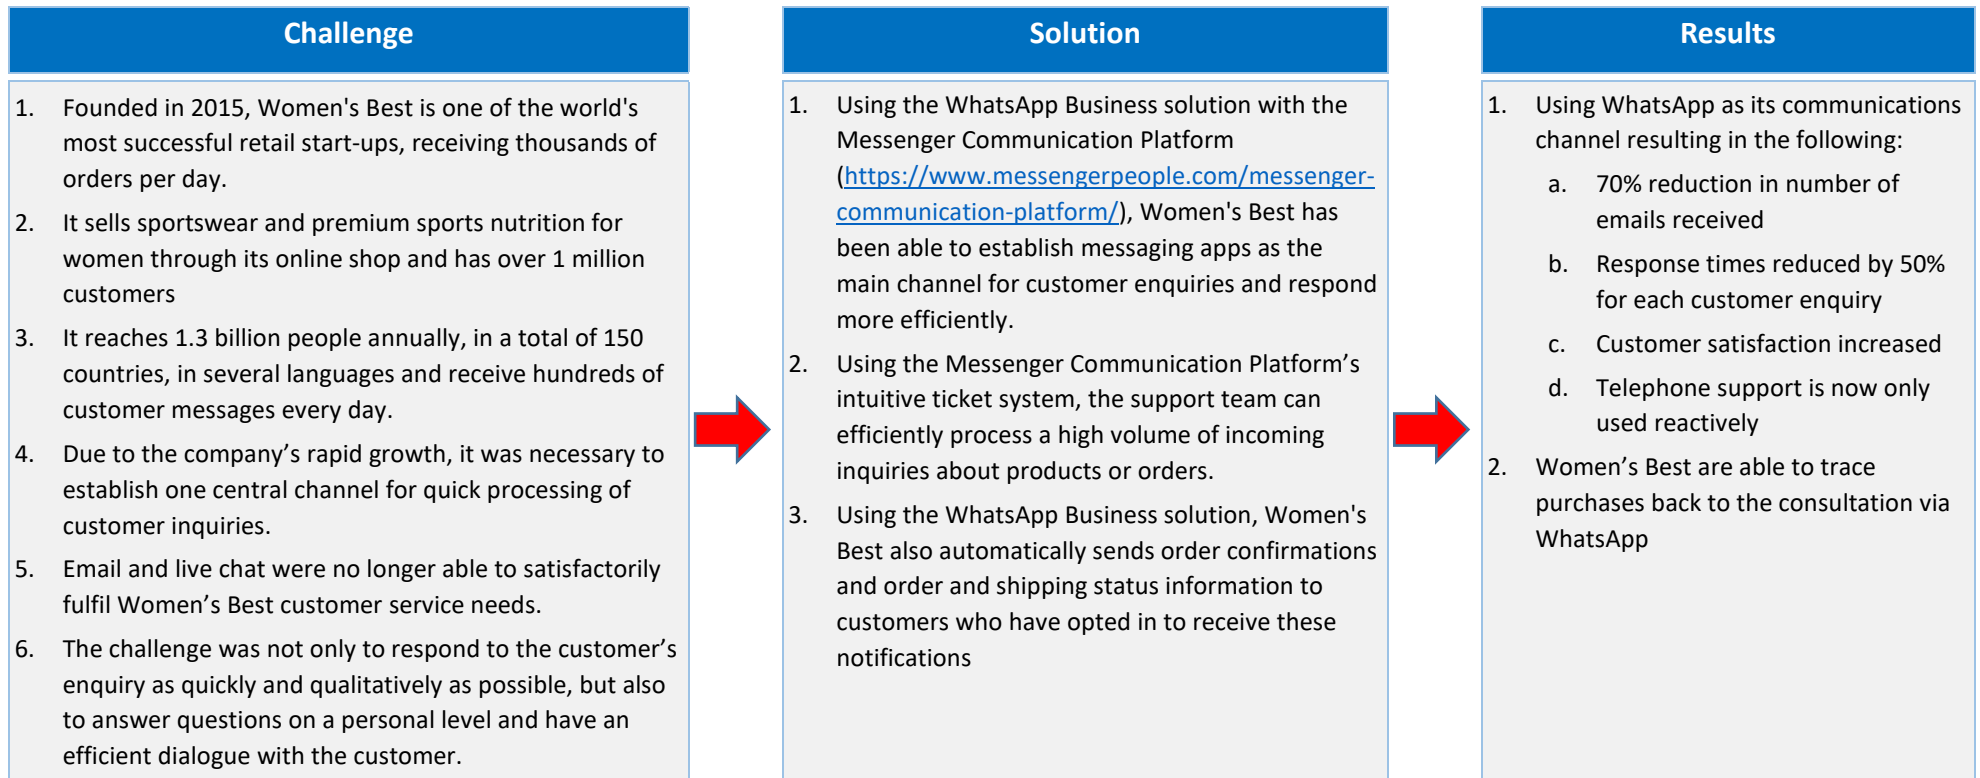 Challenge
1. Founded in 2015, Women's Best is one of the world's
most successful retail start-ups, receiving thousands of
orders per day.
2. It sells sportswear and premium sports nutrition for
women through its online shop and has over 1 million
customers
3. It reaches 1.3 billion people annually, in a total of 150
countries, in several languages and receive hundreds of
customer messages every day.
4. Due to the company’s rapid growth, it was necessary to
establish one central channel for quick processing of
customer inquiries.
5. Email and live chat were no longer able to satisfactorily
fulfil Women’s Best customer service needs.
6. The challenge was not only to respond to the customer’s
enquiry as quickly and qualitatively as possible, but also
to answer questions on a personal level and have an
efficient dialogue with the customer.
Solution
1. Using the WhatsApp Business solution with the
Messenger Communication Platform
(https://www.messengerpeople.com/messenger-
communication-platform/), Women's Best has
been able to establish messaging apps as the
main channel for customer enquiries and respond
more efficiently.
2. Using the Messenger Communication Platform’s
intuitive ticket system, the support team can
efficiently process a high volume of incoming
inquiries about products or orders.
3. Using the WhatsApp Business solution, Women's
Best also automatically sends order confirmations
and order and shipping status information to
customers who have opted in to receive these
notifications
Results
1. Using WhatsApp as its communications
channel resulting in the following:
a. 70% reduction in number of
emails received
b. Response times reduced by 50%
for each customer enquiry
c. Customer satisfaction increased
d. Telephone support is now only
used reactively
2. Women’s Best are able to trace
purchases back to the consultation via
WhatsApp